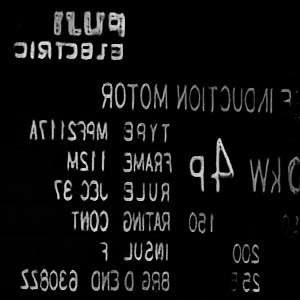 FUJI
ELECTRIC
INDUCTION MOTOR
TYPE MPF2117A
kW 4P
FRAME 112M
RULE JEC 37
150 RATING CONT
200 INSUL F
BRG D END 6308ZZ